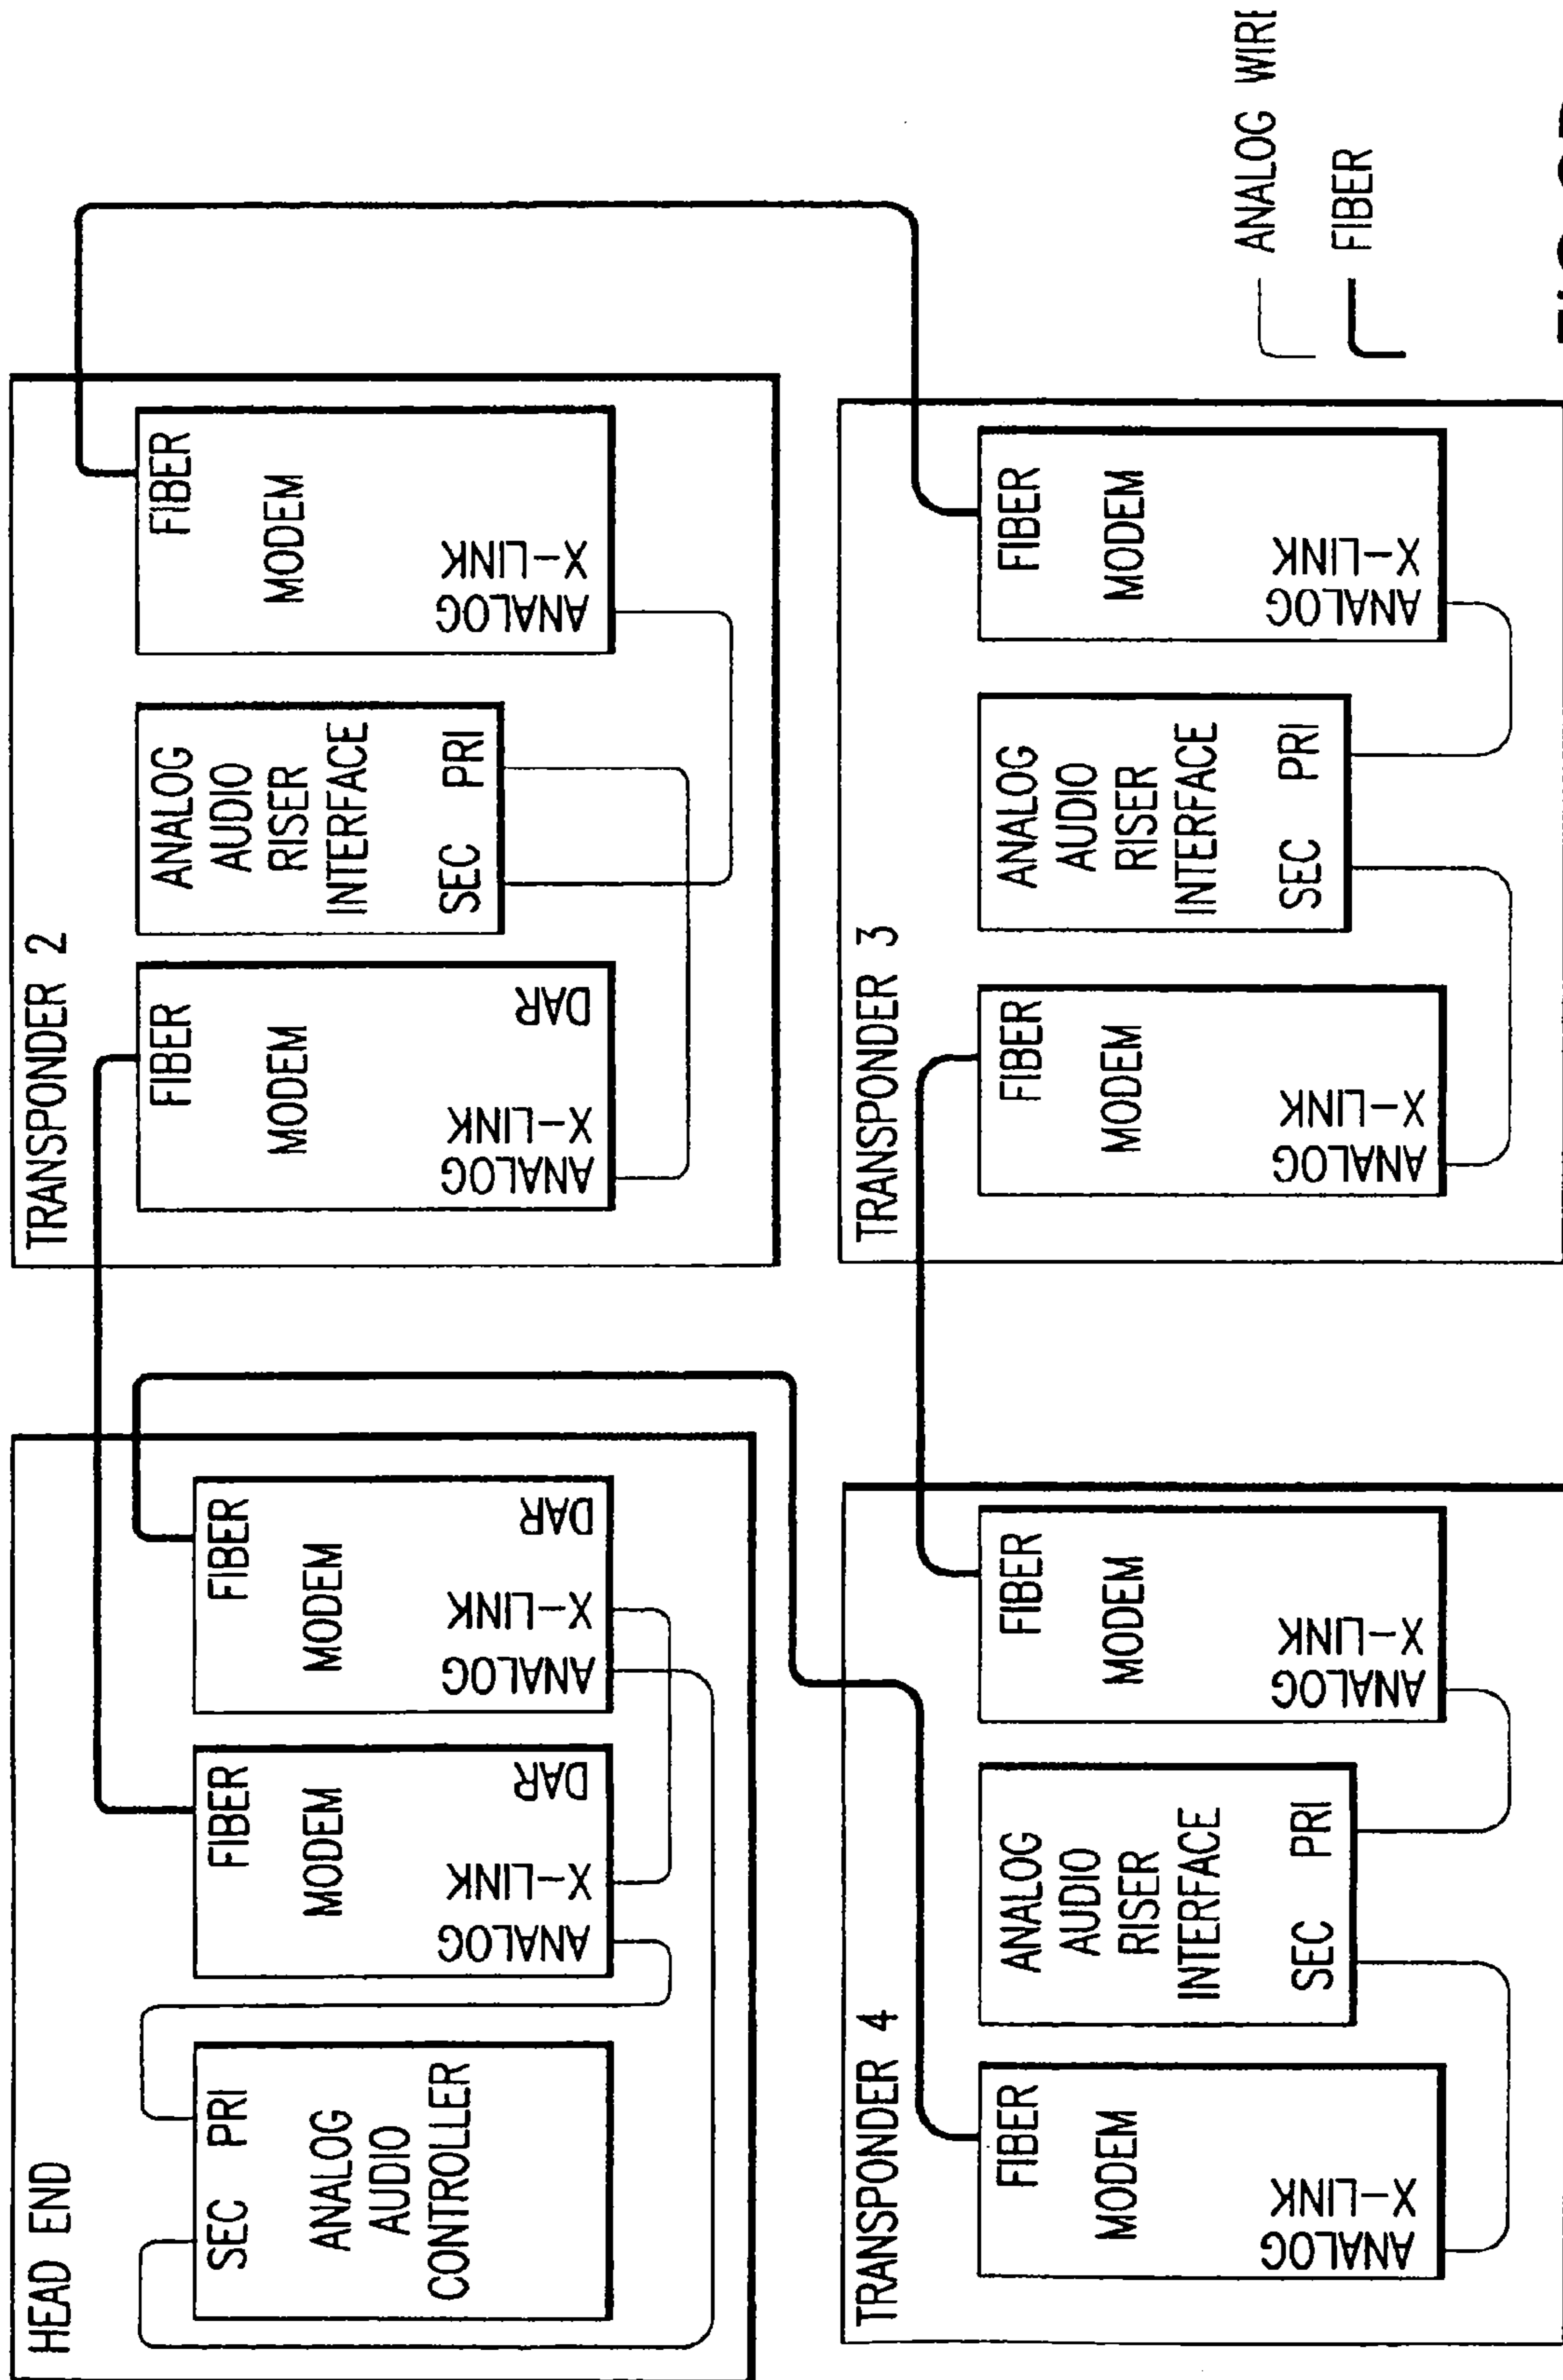 HEAD END
SEC PRI
ANALOG
AUDIO
CONTROLLER
FIBER
MODEM
ANALOG
X-LINK
DAR
FIBER
MODEM
ANALOG
X-LINK
DAR
TRANSPONDER 2
FIBER
MODEM
ANALOG
X-LINK
DAR
ANALOG
AUDIO
RISER
INTERFACE
SEC PRI
FIBER
MODEM
ANALOG
X-LINK
TRANSPONDER 4
FIBER
MODEM
ANALOG
X-LINK
ANALOG
AUDIO
RISER
INTERFACE
SEC PRI
FIBER
MODEM
ANALOG
X-LINK
TRANSPONDER 3
FIBER
MODEM
ANALOG
X-LINK
ANALOG
AUDIO
RISER
INTERFACE
SEC PRI
FIBER
MODEM
ANALOG
X-LINK
ANALOG
FIBER